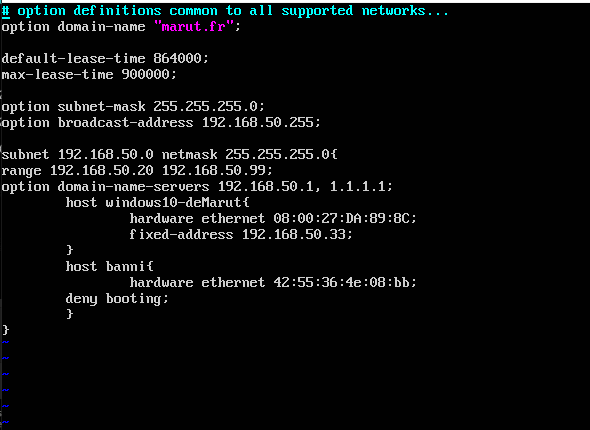 # option definitions common to all supported networks...
option domain-name "marut.fr";
default-lease-time 864000;
max-lease-time 900000;
option subnet-mask 255.255.255.0;
option broadcast-address 192.168.50.255;
subnet 192.168.50.0 netmask 255.255.255.0{
range 192.168.50.20 192.168.50.99;
option domain-name-servers 192.168.50.1, 1.1.1.1;
host windows10-deMarut{
hardware ethernet 08:00:27:DA:89:8C;
fixed-address 192.168.50.33;
}
host banni{
hardware ethernet 42:55:36:4e:08:bb;
deny booting;
}
}
~
~
~
~
~
~